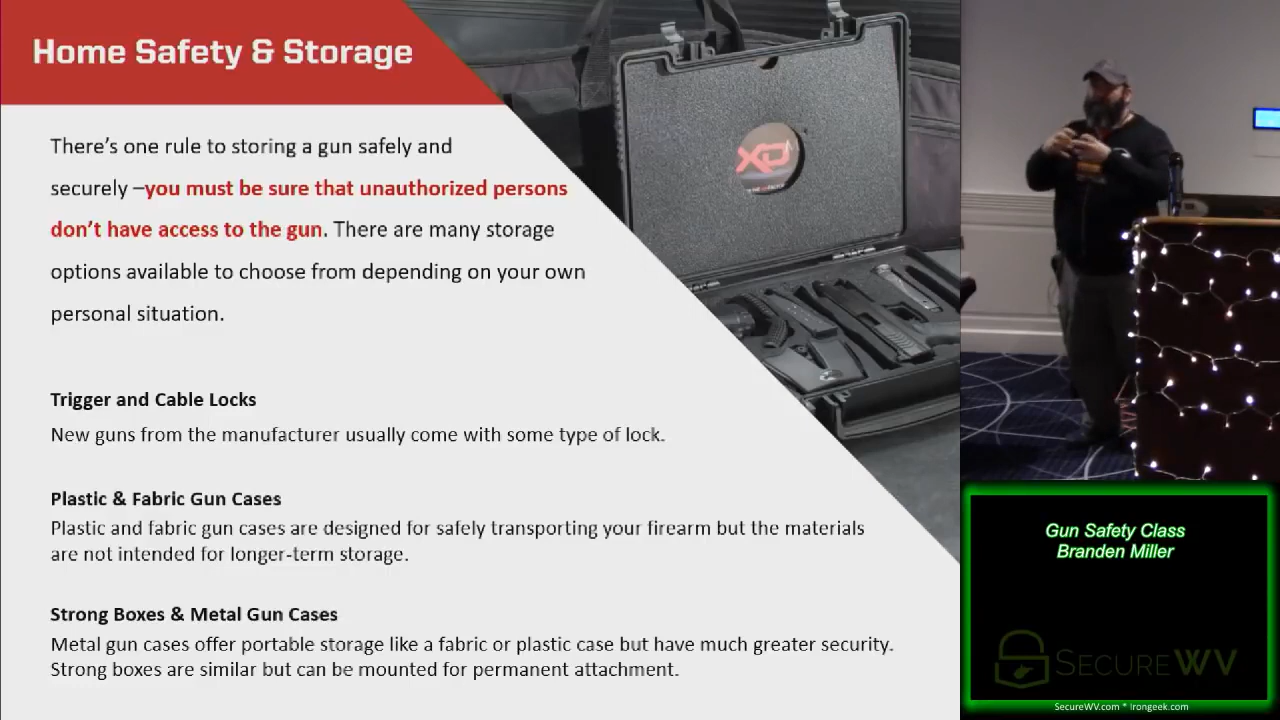 Home Safety & Storage
There's one rule to storing a gun safely and
securely –you must be sure that unauthorized persons
don't have access to the gun. There are many storage
options available to choose from depending on your own
personal situation.
Trigger and Cable Locks
New guns from the manufacturer usually come with some type of lock.
Plastic & Fabric Gun Cases
Plastic and fabric gun cases are designed for safely transporting your firearm but the materials
are not intended for longer-term storage.
Strong Boxes & Metal Gun Cases
Metal gun cases offer portable storage like a fabric or plastic case but have much greater security.
Strong boxes are similar but can be mounted for permanent attachment.
XD
Gun Safety Class
Branden Miller
SECUREWV
SecureWV.com * Irongeek.com